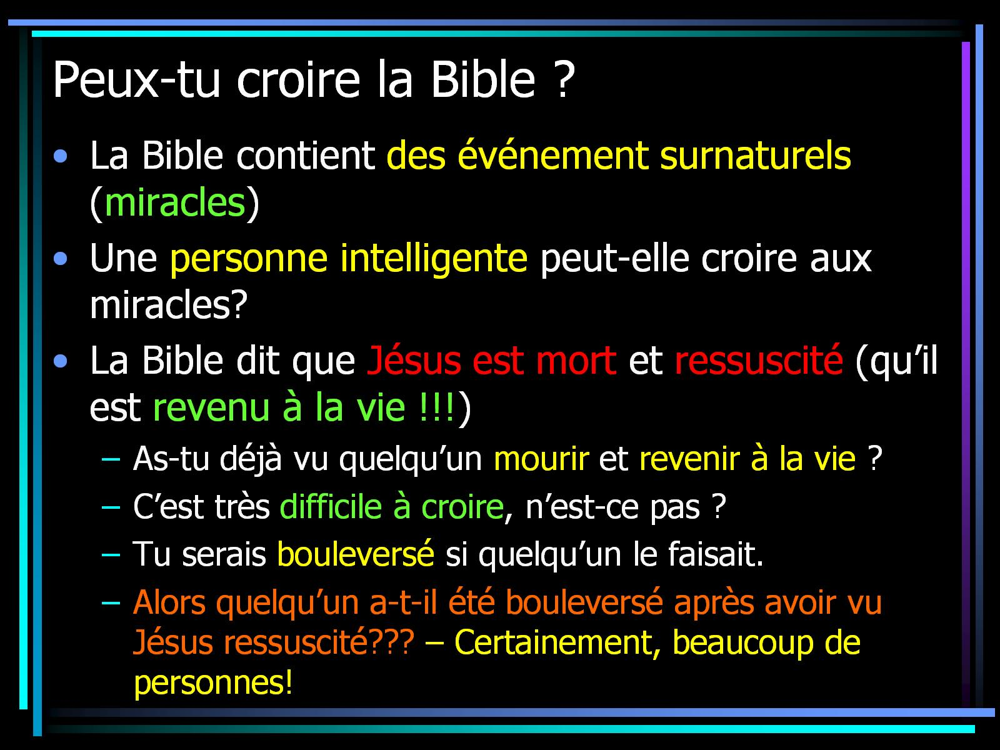 Peux-tu croire la Bible ?
• La Bible contient des événement surnaturels
(miracles)
• Une personne intelligente peut-elle croire aux
miracles?
• La Bible dit que Jésus est mort et ressuscité (qu’il
est revenu à la vie !!!)
– As-tu déjà vu quelqu’un mourir et revenir à la vie ?
– C’est très difficile à croire, n’est-ce pas ?
– Tu serais bouleversé si quelqu’un le faisait.
– Alors quelqu’un a-t-il été bouleversé après avoir vu
Jésus ressuscité??? – Certainement, beaucoup de
personnes!